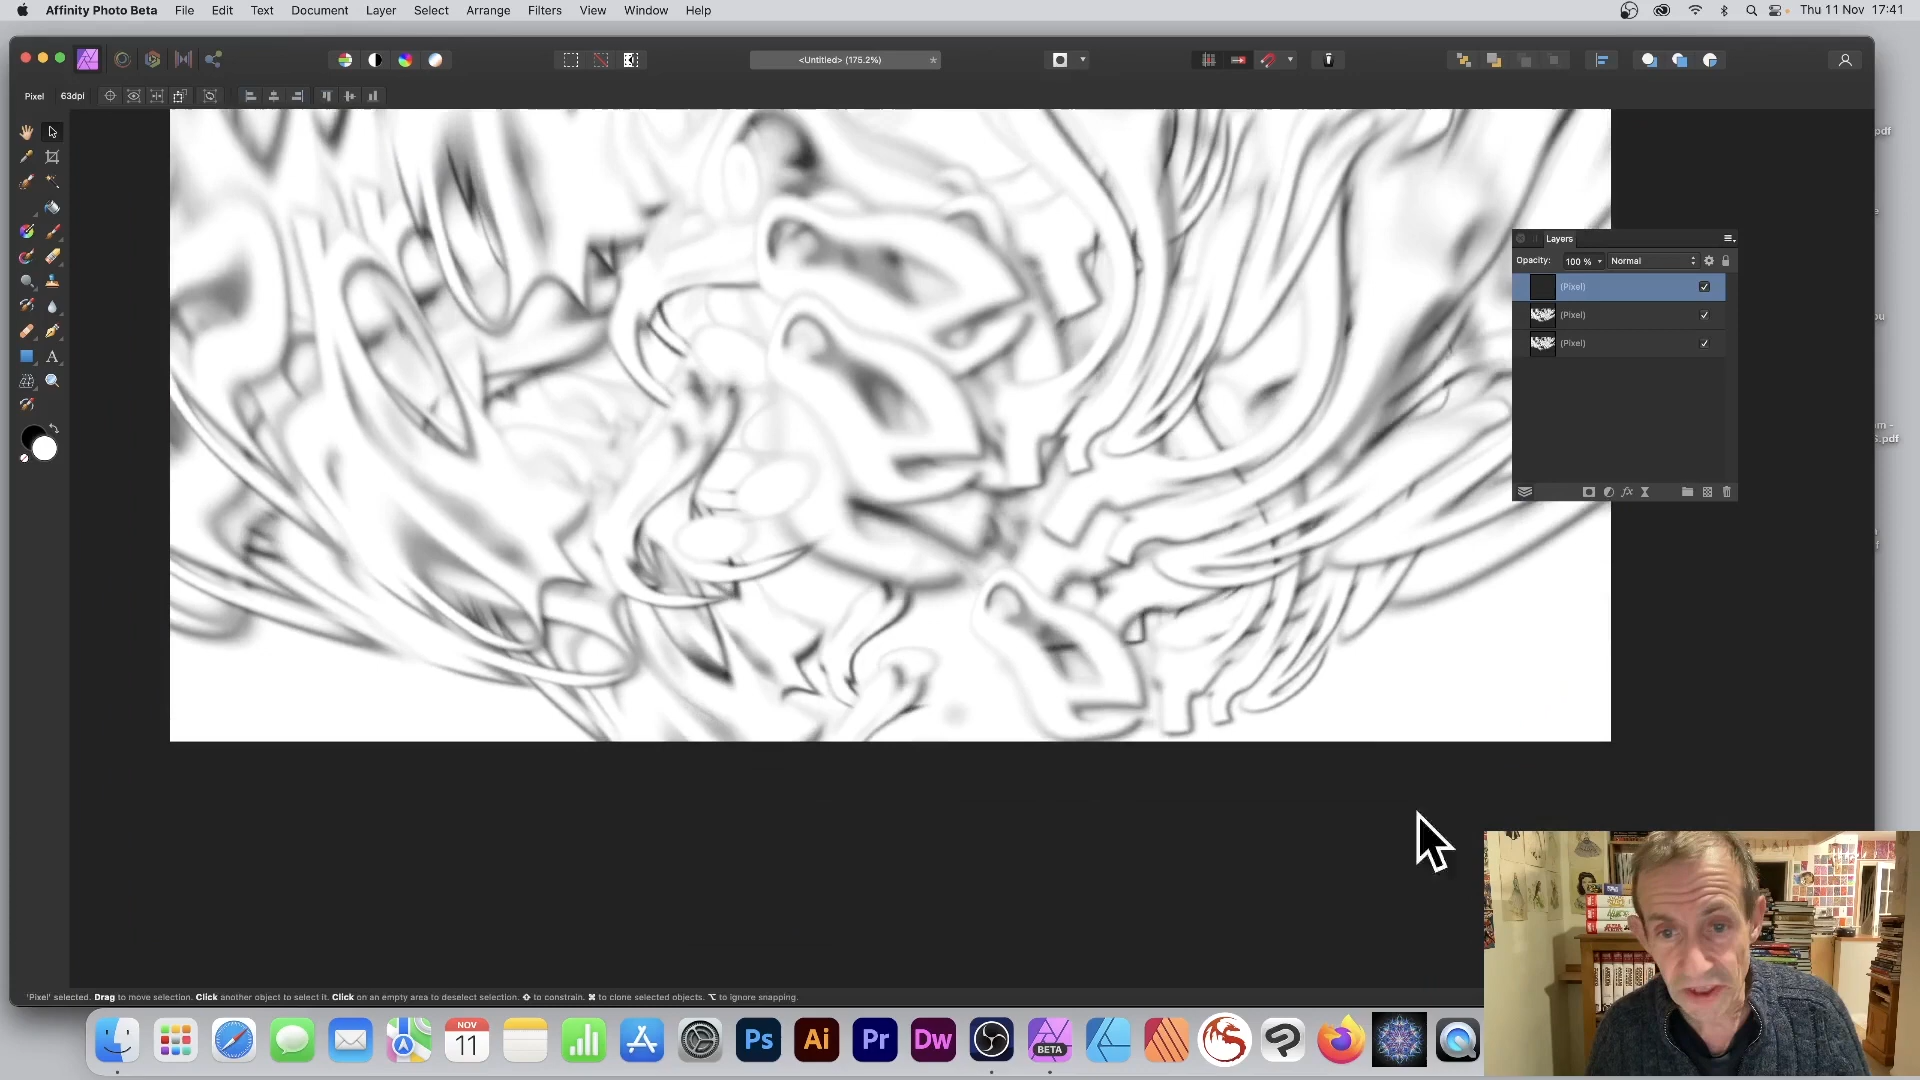 Affinity Photo Beta File Edit Text Document Layer Select Arrange Filters View Window Help Thu 11 Nov 17:41
<Untitled> (175.2%) *
Pixel 63dpi
pdf
Layers
Opacity: 100 % Normal
(Pixel)
(Pixel)
(Pixel)
S.pdf
A
'Pixel' selected. Drag to move selection. Click another object to select it. Click on an empty area to deselect selection. ⇧ to constrain. ⌘ to clone selected objects. ⌥ to ignore snapping.
NOV
11
Ps Ai Pr Dw
BETA